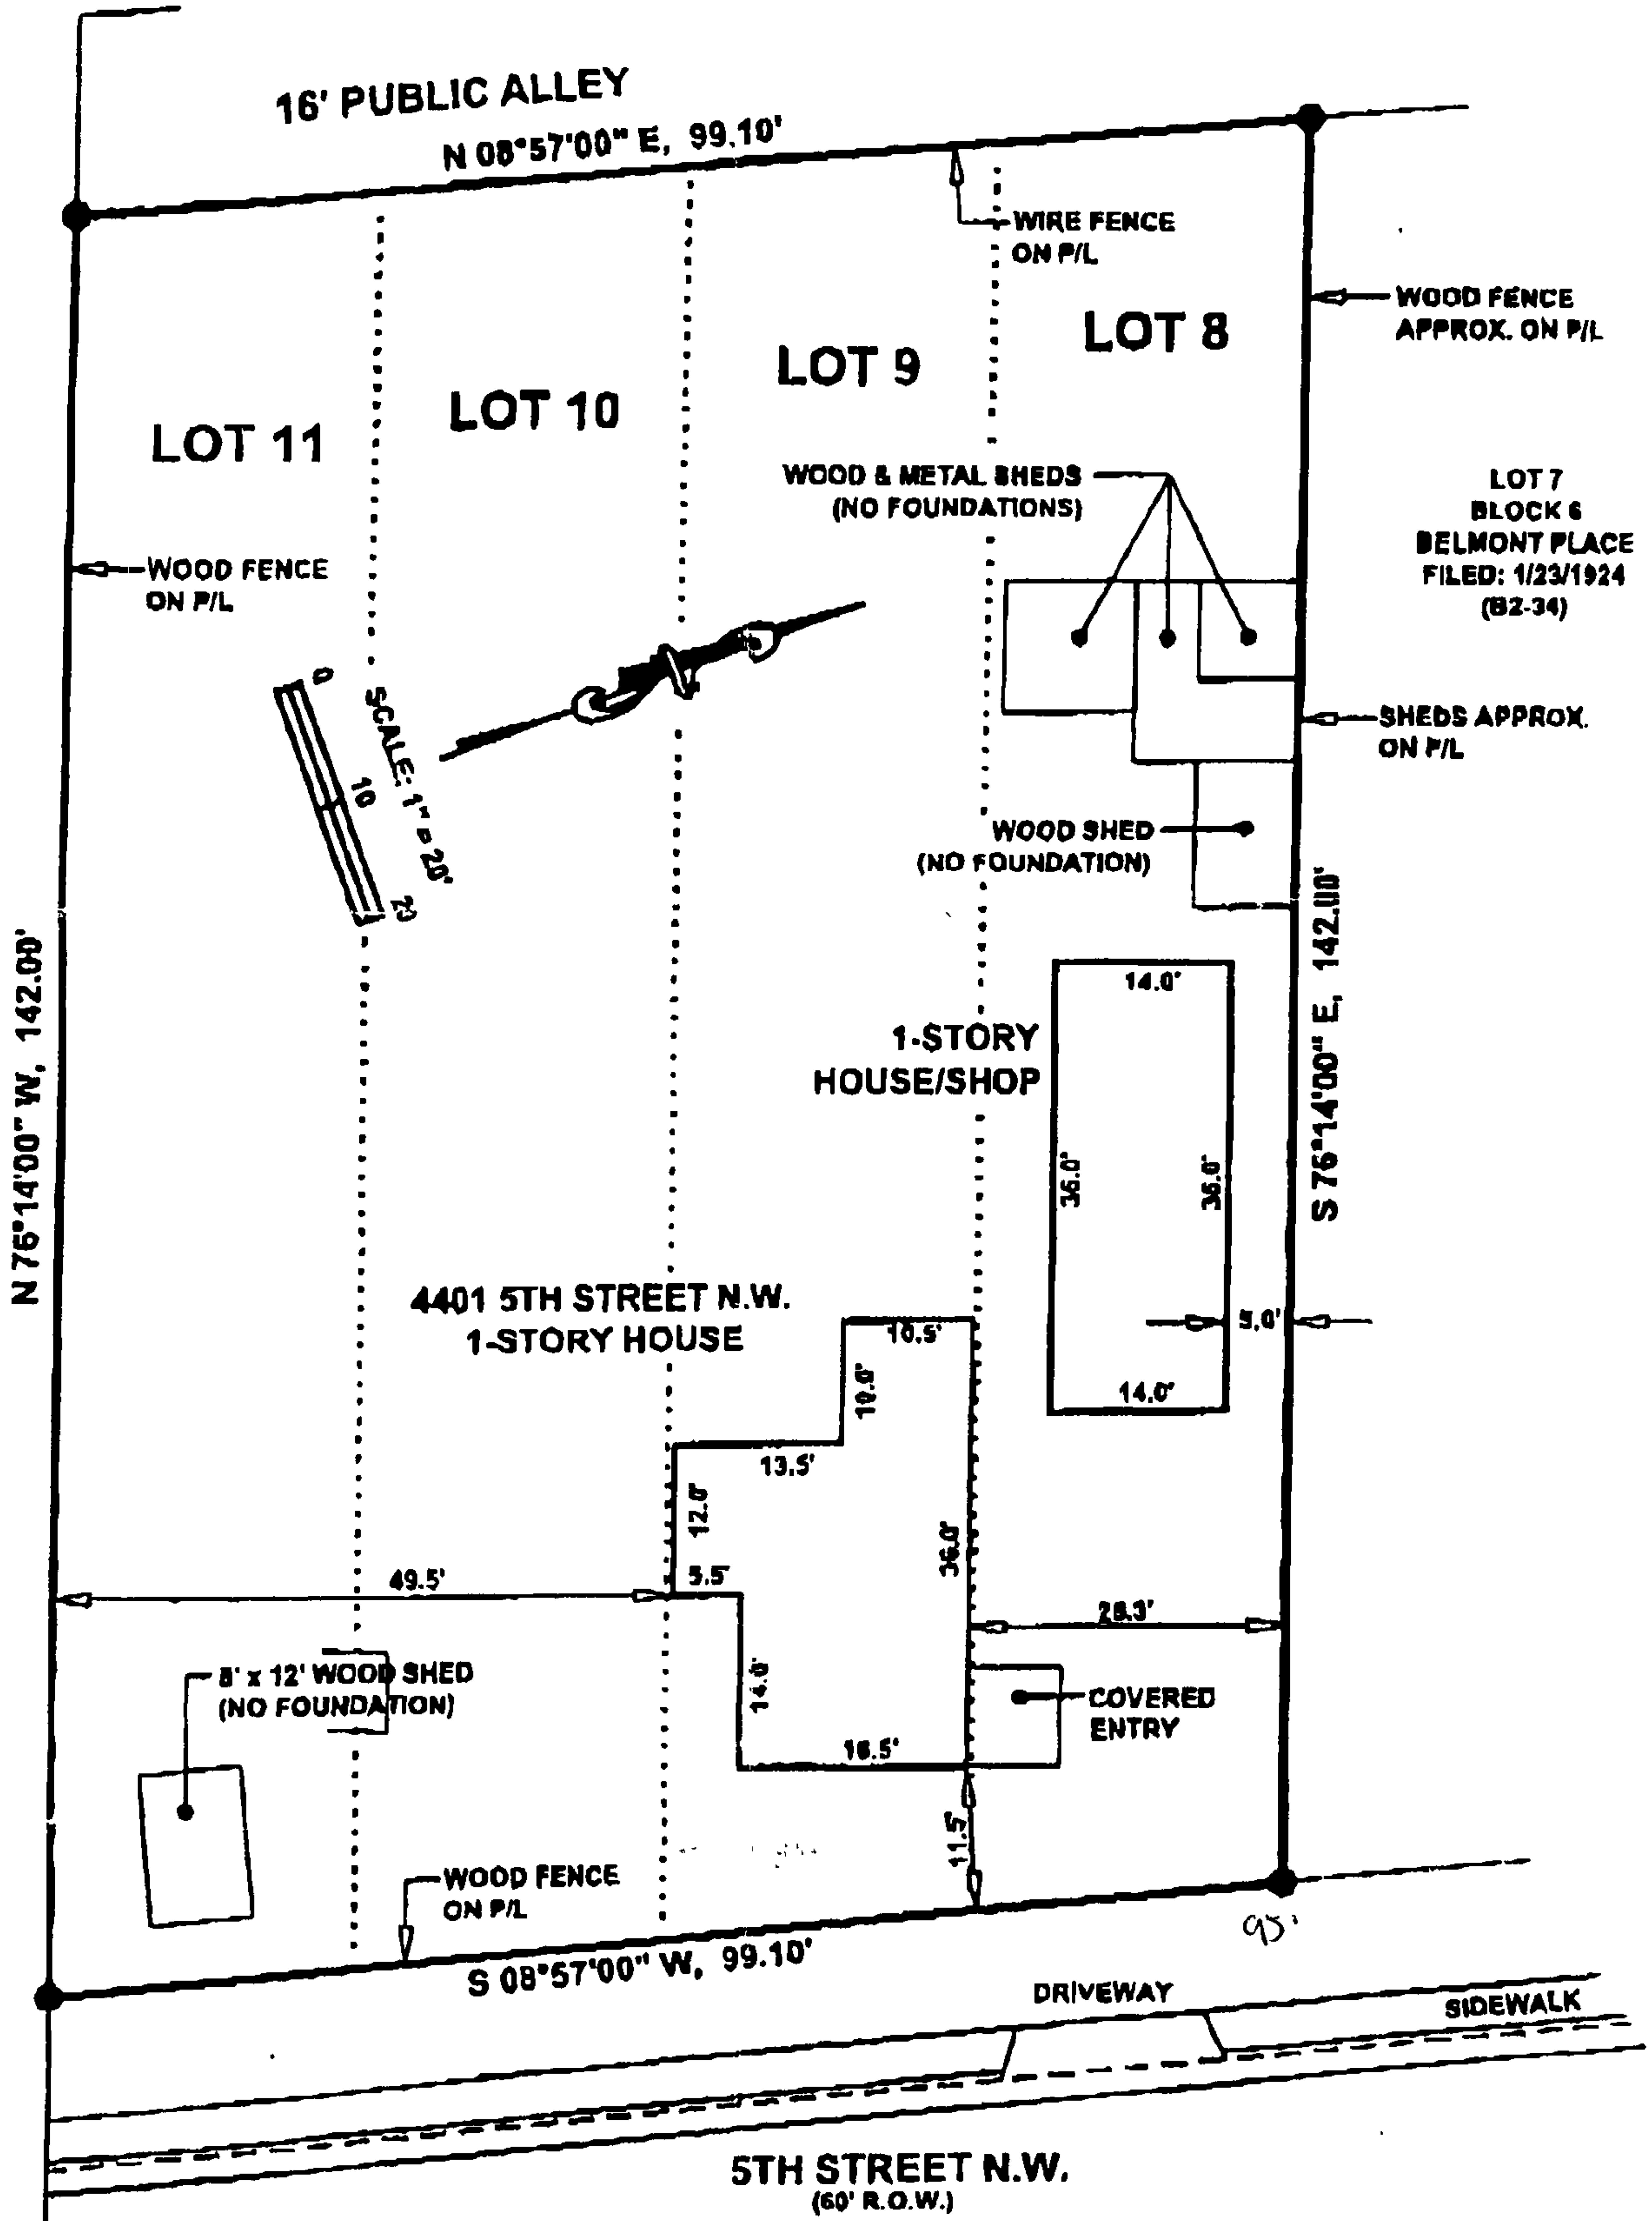 16' PUBLIC ALLEY
N 08°57'00" E, 99.10'
WIRE FENCE
ON P/L
WOOD FENCE
APPROX. ON P/L
LOT 8
LOT 9
LOT 10
LOT 11
WOOD & METAL SHEDS
(NO FOUNDATIONS)
LOT 7
BLOCK 6
BELMONT PLACE
FILED: 1/23/1924
(B2-34)
WOOD FENCE
ON P/L
0
10
20
SCALE: 1" = 20'
N
SHEDS APPROX.
ON P/L
WOOD SHED
(NO FOUNDATION)
N 76°14'00" W, 142.00'
S 76°14'00" E, 142.00'
14.0'
1-STORY
HOUSE/SHOP
36.0'
36.0'
5.0'
14.0'
4401 5TH STREET N.W.
1-STORY HOUSE
10.5'
10.0'
13.5'
12.0'
36.0'
49.5'
5.5'
28.3'
8' x 12' WOOD SHED
(NO FOUNDATION)
14.0'
COVERED
ENTRY
18.5'
11.5'
WOOD FENCE
ON P/L
S 08°57'00" W, 99.10'
95'
DRIVEWAY
SIDEWALK
5TH STREET N.W.
(60' R.O.W.)